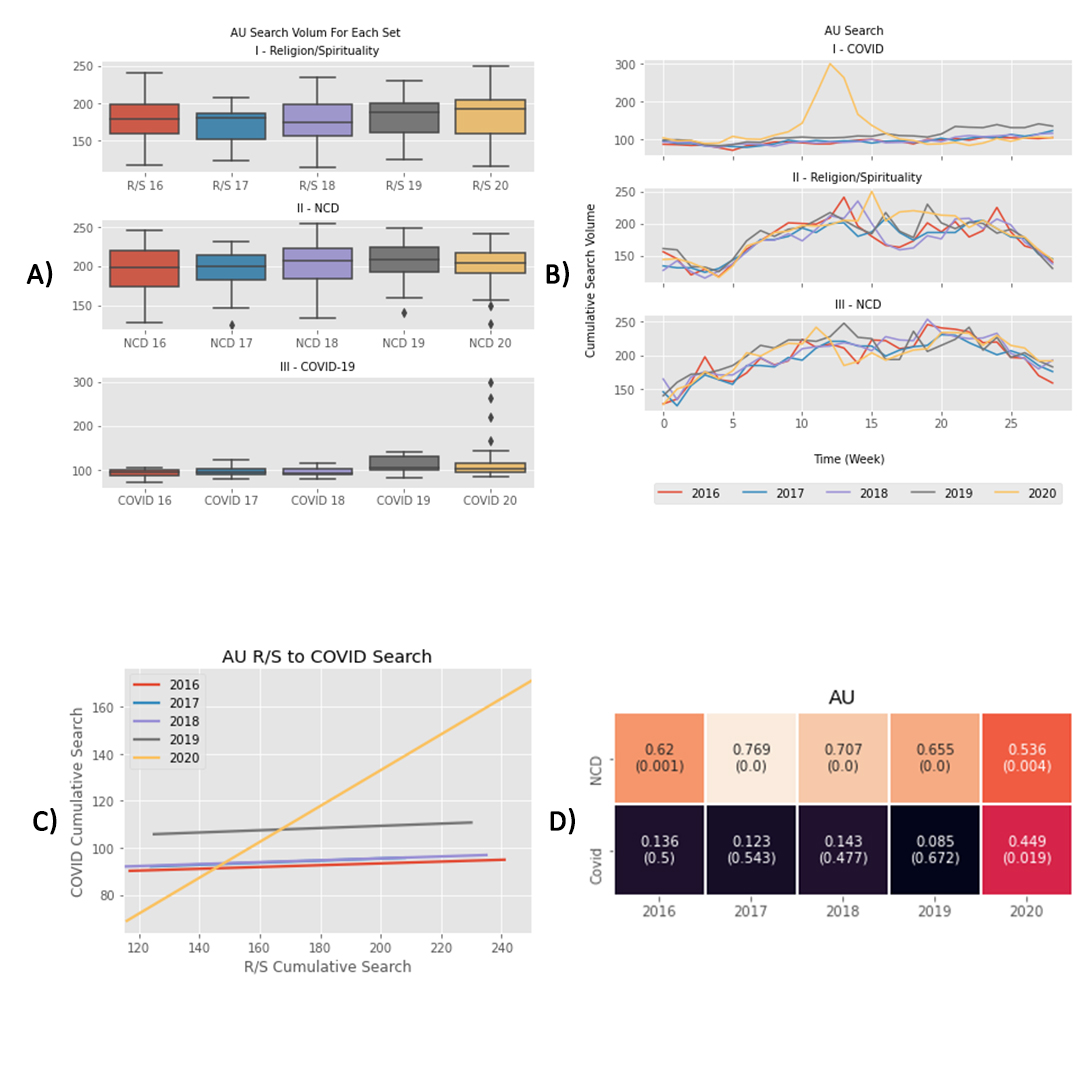 A)
AU Search Volum For Each Set
I - Religion/Spirituality
250
200
150
R/S 16 R/S 17 R/S 18 R/S 19 R/S 20
II - NCD
250
200
150
NCD 16 NCD 17 NCD 18 NCD 19 NCD 20
III - COVID-19
300
200
100
COVID 16 COVID 17 COVID 18 COVID 19 COVID 20
B)
AU Search
I - COVID
300
200
100
II - Religion/Spirituality
250
200
150
III - NCD
250
200
150
0 5 10 15 20 25
Cumulative Search Volume
Time (Week)
2016 2017 2018 2019 2020
C)
AU R/S to COVID Search
2016
2017
2018
2019
2020
160
140
120
100
80
120 140 160 180 200 220 240
COVID Cumulative Search
R/S Cumulative Search
D)
AU
NCD
0.62 0.769 0.707 0.655 0.536
(0.001) (0.0) (0.0) (0.0) (0.004)
Covid
0.136 0.123 0.143 0.085 0.449
(0.5) (0.543) (0.477) (0.672) (0.019)
2016 2017 2018 2019 2020